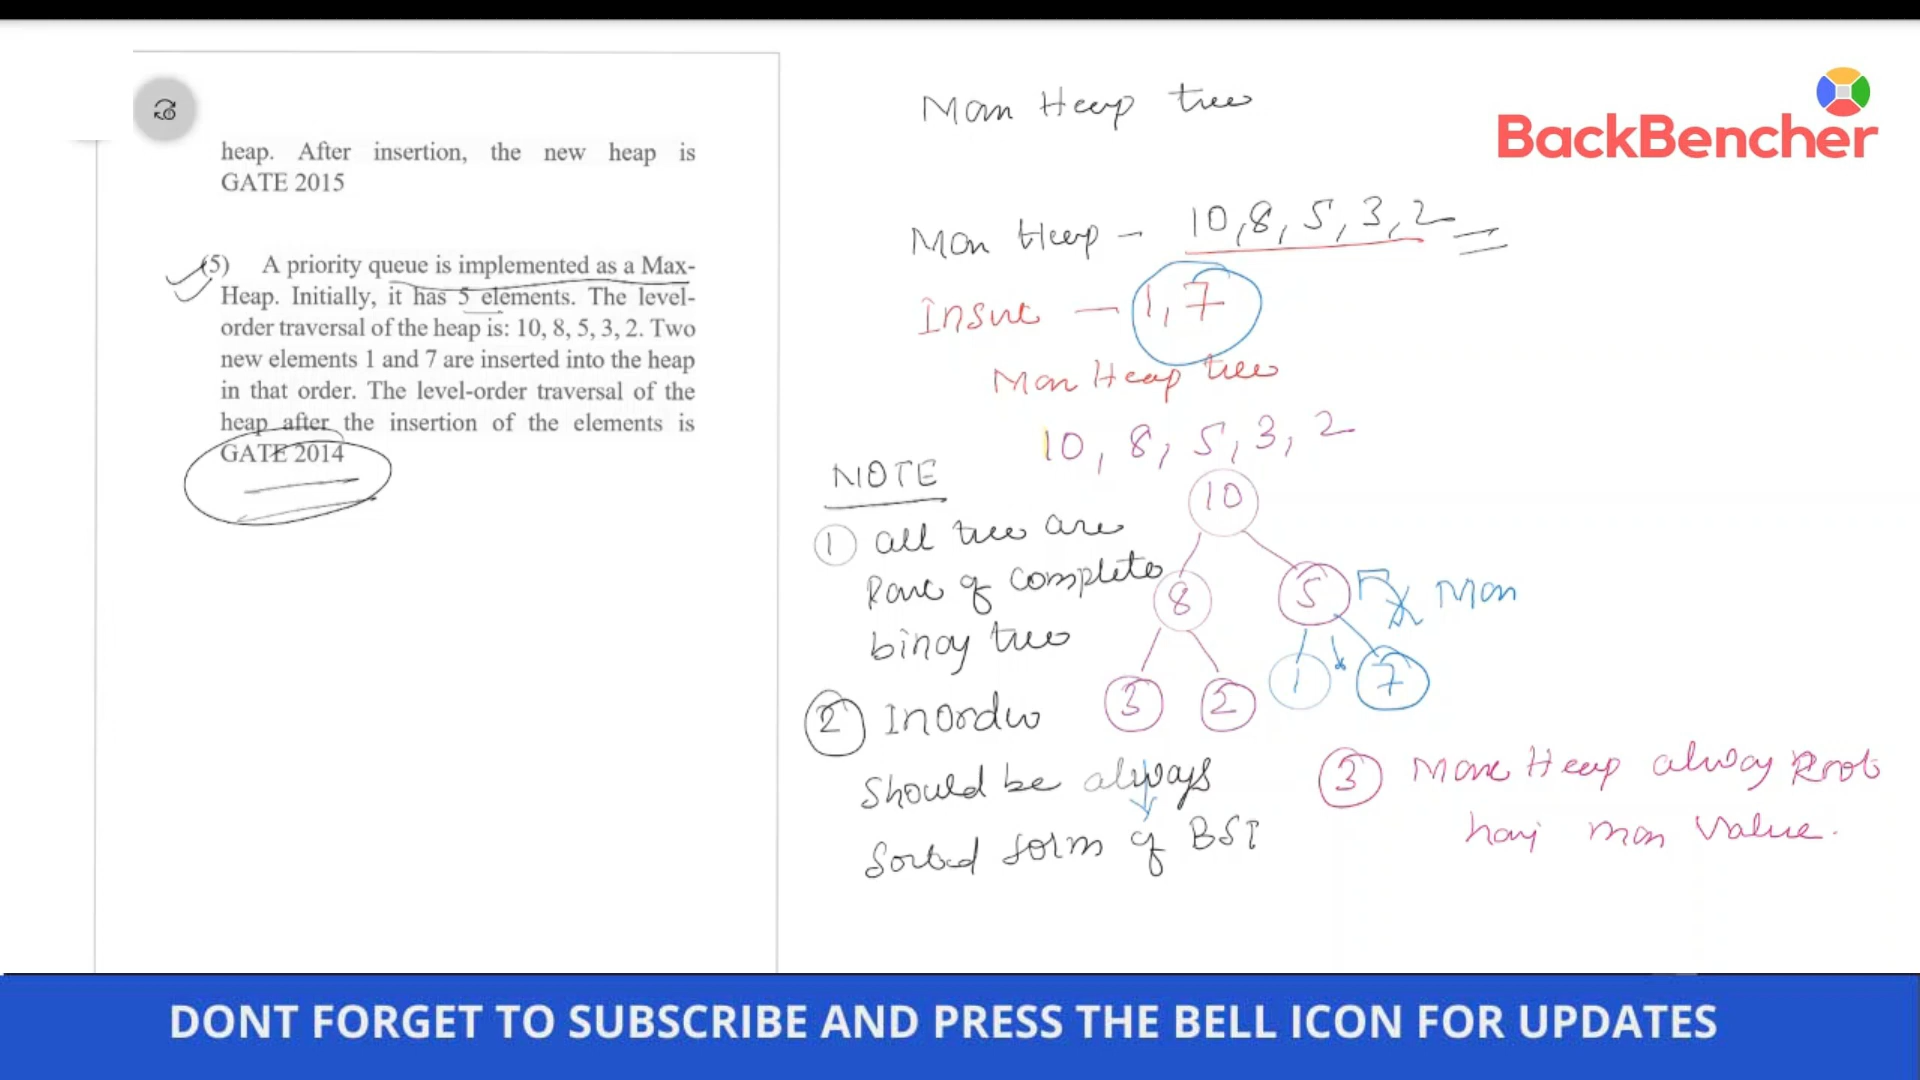 heap. After insertion, the new heap is
GATE 2015
(5) A priority queue is implemented as a Max-
Heap. Initially, it has 5 elements. The level-
order traversal of the heap is: 10, 8, 5, 3, 2. Two
new elements 1 and 7 are inserted into the heap
in that order. The level-order traversal of the
heap after the insertion of the elements is
GATE 2014
Max Heap tree
BackBencher
Max Heap - 10, 8, 5, 3, 2
Insert - 1, 7
Max Heap tree
10, 8, 5, 3, 2
NOTE
1 all tree are
of complete
binay tree
2 Inorder
Should be always
Sorted form of BST
10
8 5 Max
3 2 1 7
3 Max Heap alway Root
having max Value.
DONT FORGET TO SUBSCRIBE AND PRESS THE BELL ICON FOR UPDATES